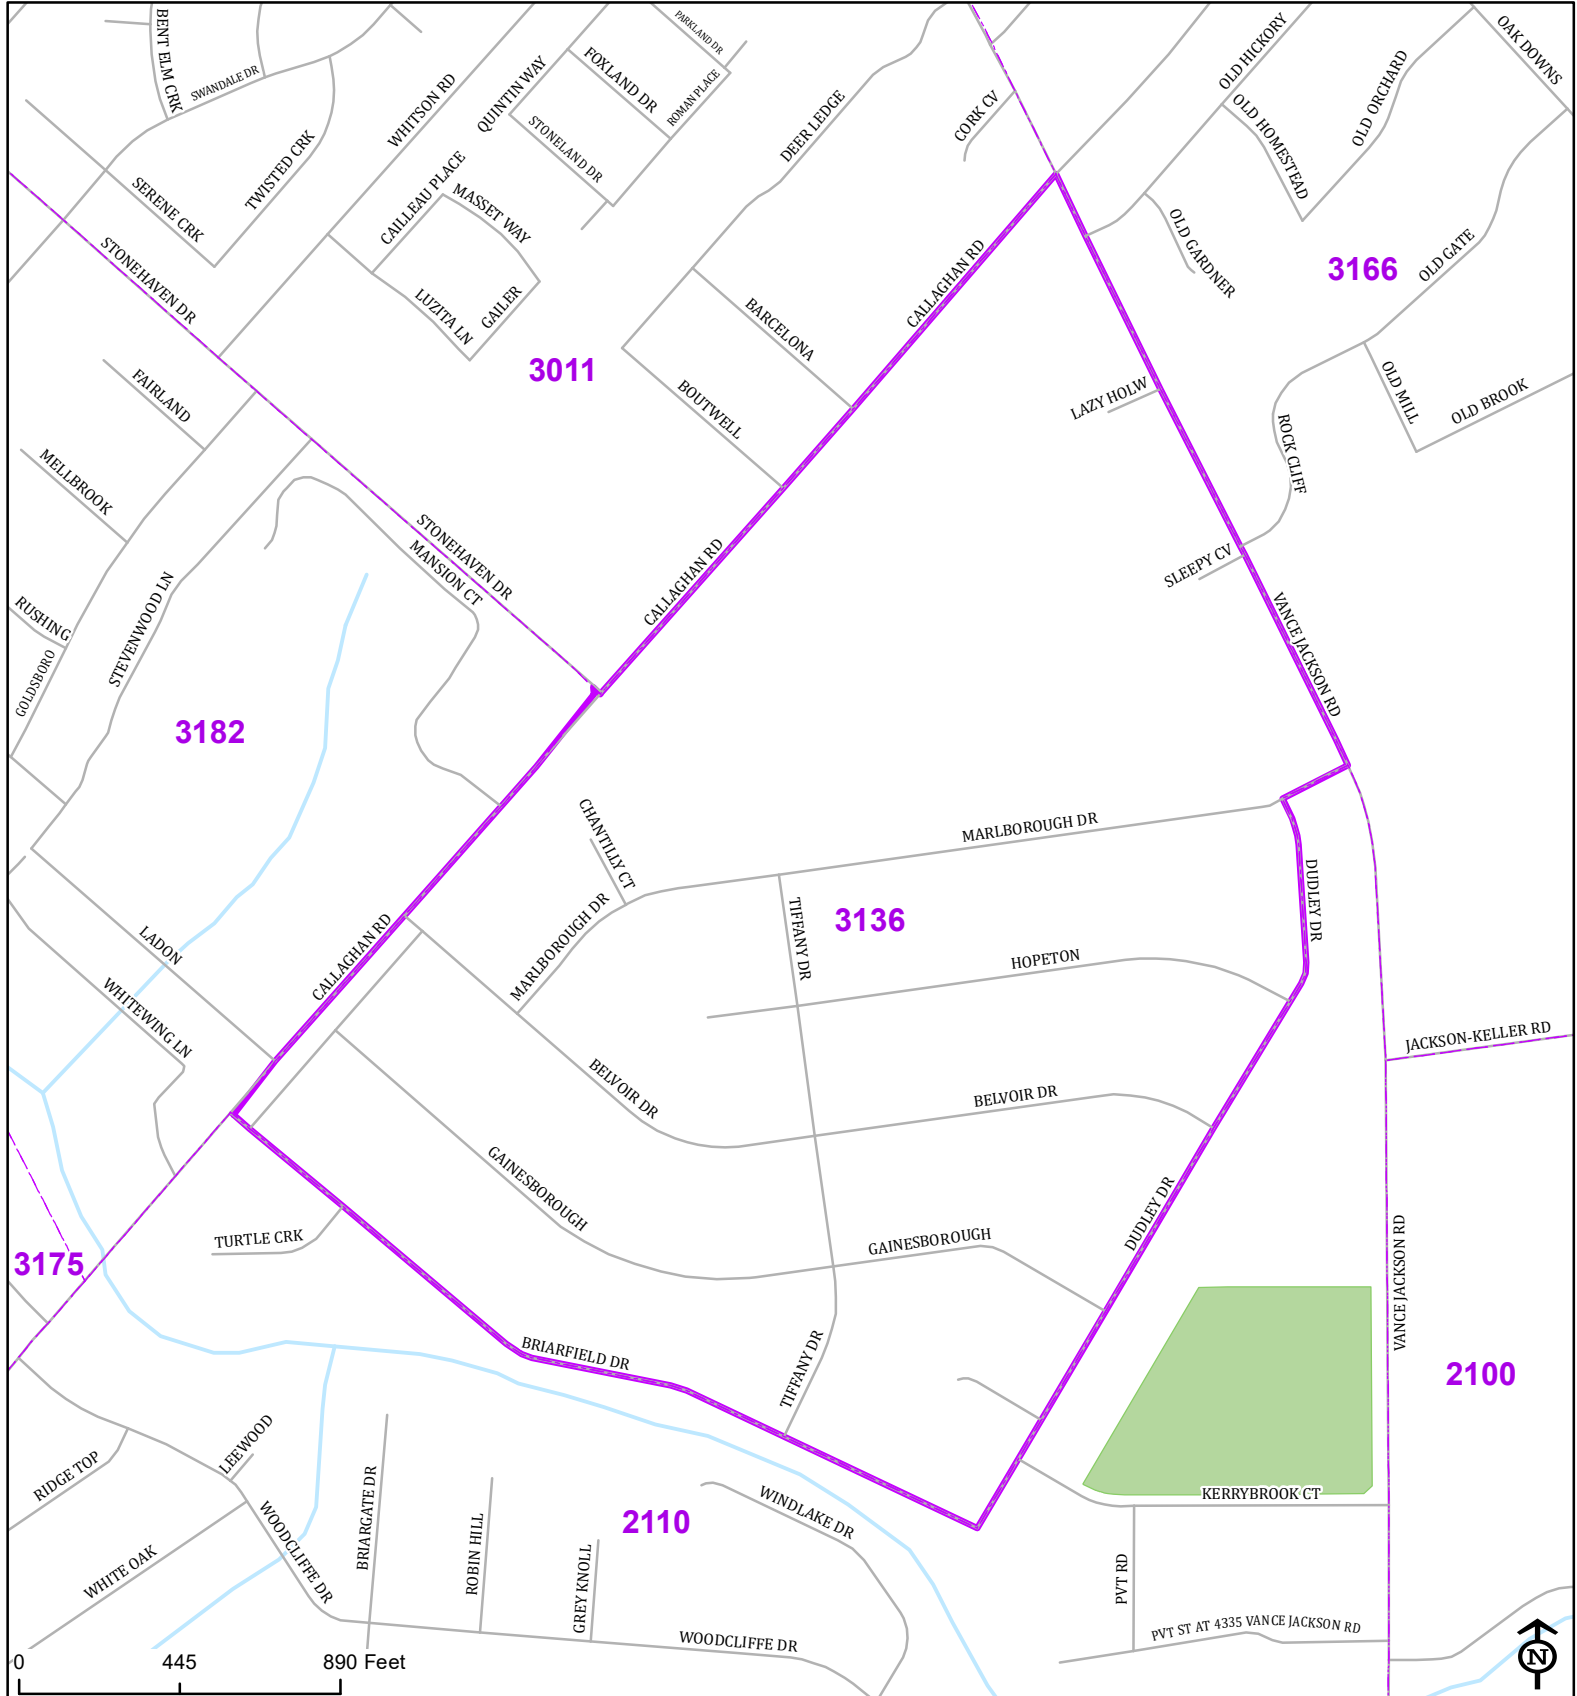 BENT ELM CRK
SWANDALE DR
WHITSON RD
QUINTIN WAY
FOXLAND DR
PARKLAND DR
ROMAN PLACE
STONELAND DR
DEER LEDGE
CORK CV
OLD HICKORY
OLD HOMESTEAD
OLD ORCHARD
OAK DOWNS
TWISTED CRK
SERENE CRK
CAILLEAU PLACE
MASSET WAY
LUZITA LN
GAILER
STONEHAVEN DR
OLD GARDNER
3166
OLD GATE
CALLAGHAN RD
BARCELONA
3011
BOUTWELL
FAIRLAND
LAZY HOLW
OLD MILL
OLD BROOK
ROCK CLIFF
MELLBROOK
STONEHAVEN DR
MANSION CT
CALLAGHAN RD
SLEEPY CV
VANCE JACKSON RD
RUSHING
GOLDSBORO
STEVENWOOD LN
3182
CHANTILLY CT
MARLBOROUGH DR
DUDLEY DR
MARLBOROUGH DR
TIFFANY DR
3136
HOPETON
LADON
CALLAGHAN RD
WHITEWING LN
JACKSON-KELLER RD
BELVOIR DR
BELVOIR DR
GAINESBOROUGH
GAINESBOROUGH
DUDLEY DR
TURTLE CRK
3175
VANCE JACKSON RD
BRIARFIELD DR
TIFFANY DR
2100
LEEWOOD
RIDGE TOP
WOODCLIFFE DR
BRIARGATE DR
ROBIN HILL
GREY KNOLL
2110
WINDLAKE DR
KERRYBROOK CT
WHITE OAK
PVT RD
PVT ST AT 4335 VANCE JACKSON RD
WOODCLIFFE DR
0 445 890 Feet
N